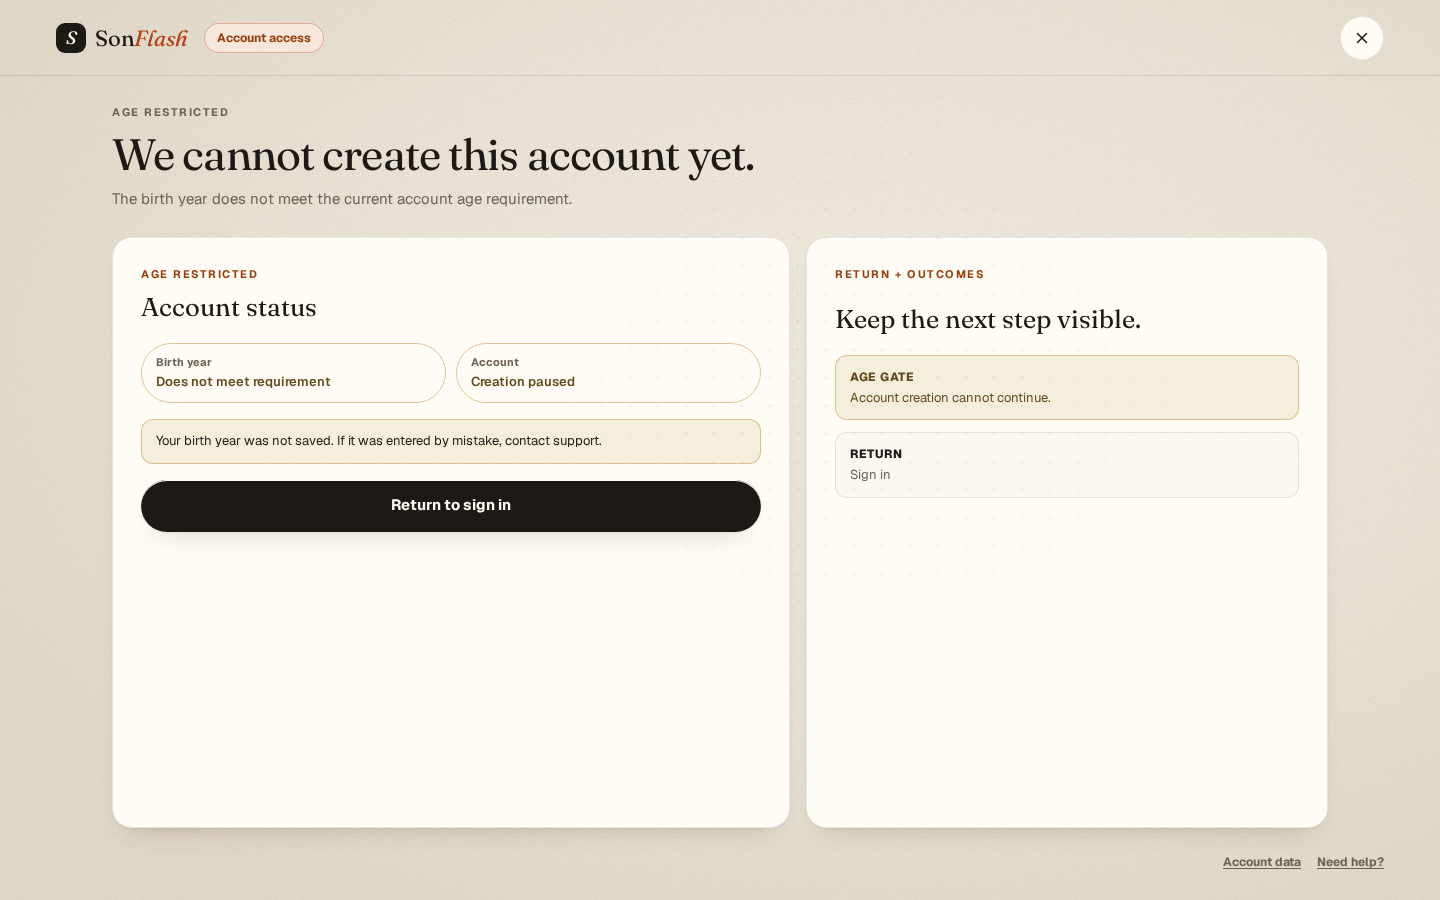 S SonFlash Account access
AGE RESTRICTED
We cannot create this account yet.
The birth year does not meet the current account age requirement.
AGE RESTRICTED
Account status
Birth year
Does not meet requirement
Account
Creation paused
Your birth year was not saved. If it was entered by mistake, contact support.
Return to sign in
RETURN + OUTCOMES
Keep the next step visible.
AGE GATE
Account creation cannot continue.
RETURN
Sign in
Account data Need help?